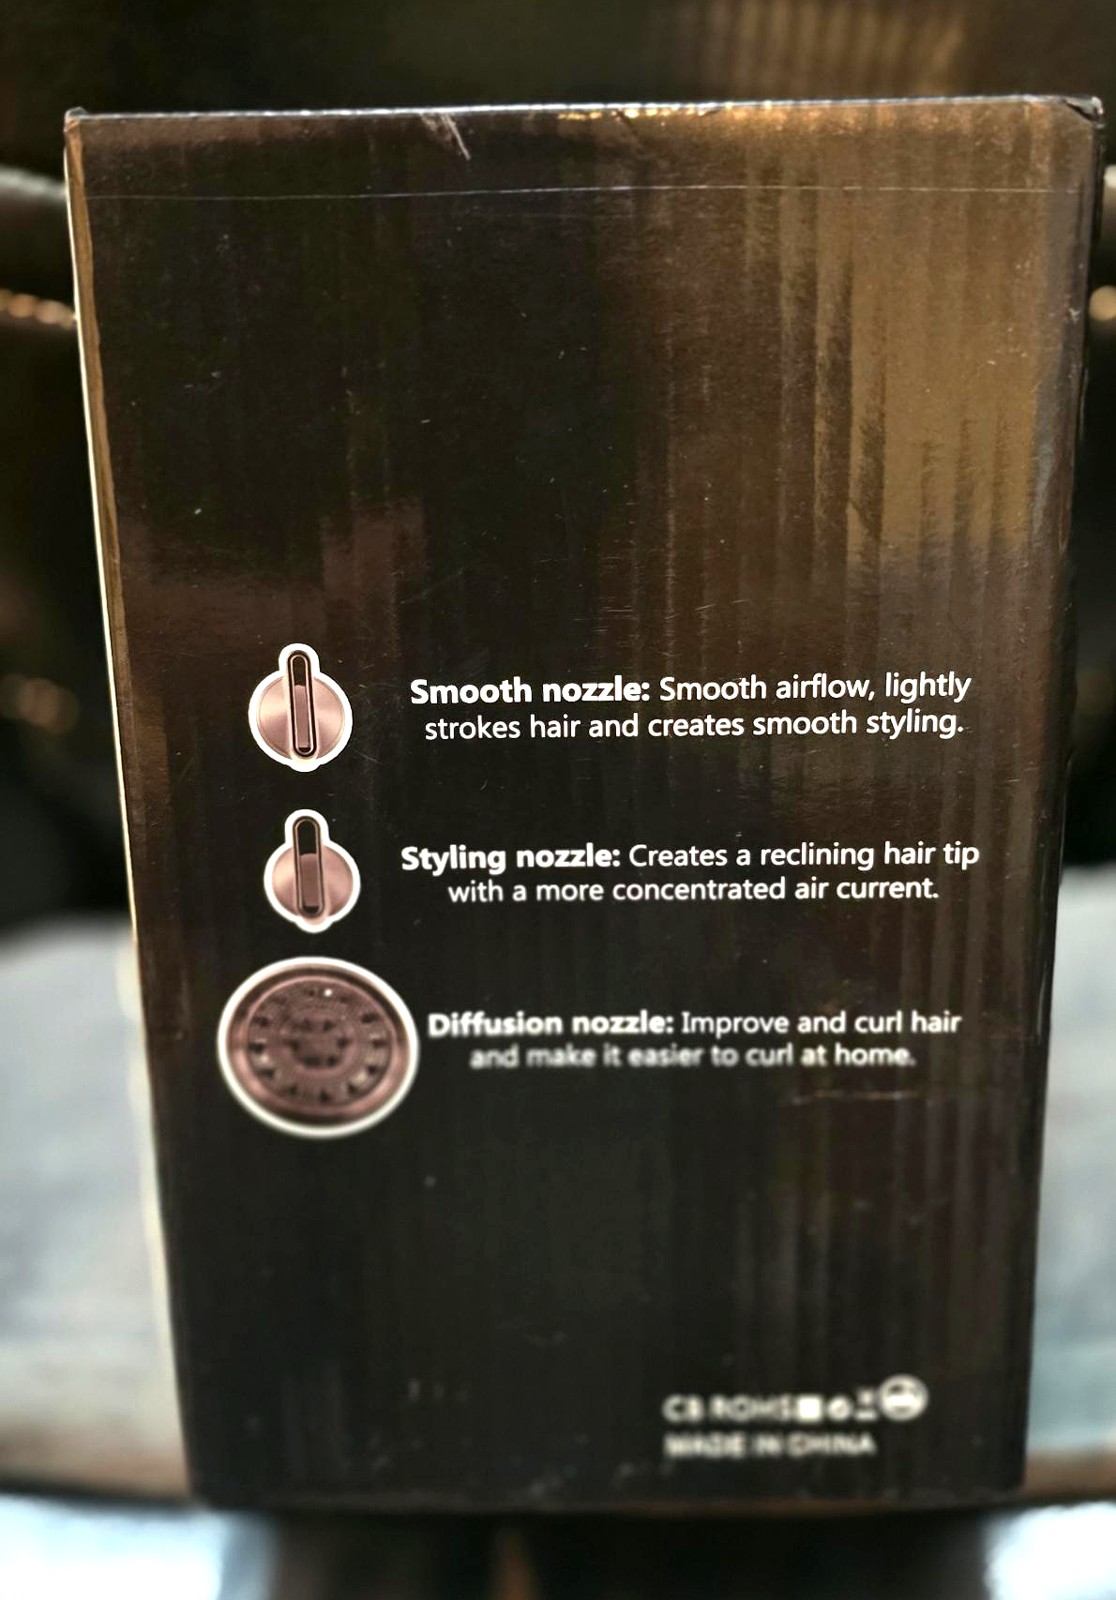 Smooth nozzle: Smooth airflow, lightly
strokes hair and creates smooth styling.
Styling nozzle: Creates a reclining hair tip
with a more concentrated air current.
Diffusion nozzle: Improve and curl hair
and make it easier to curl at home.
ROHS
MADE IN CHINA